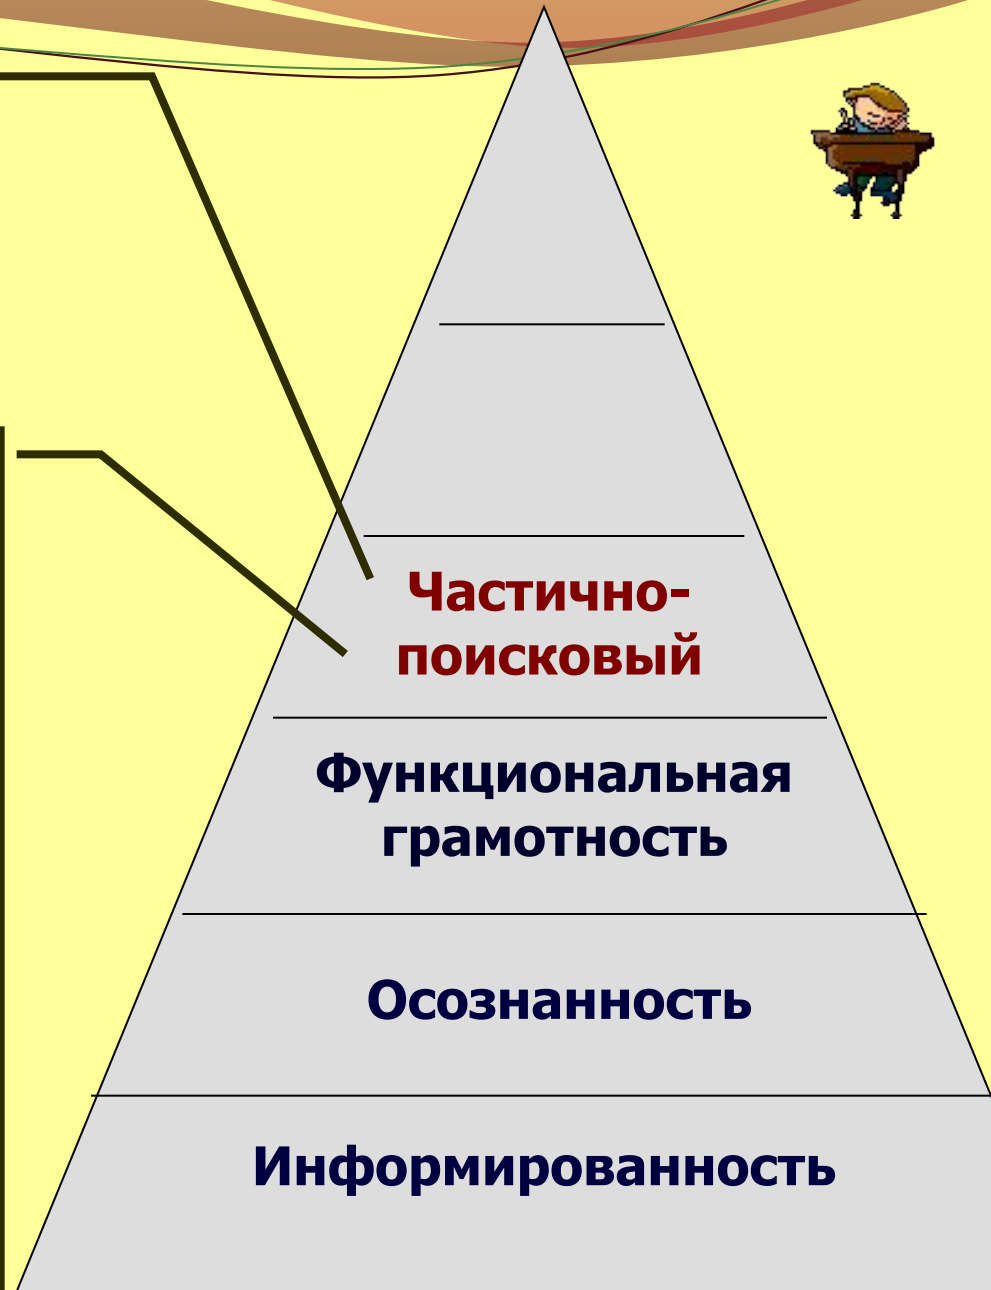 Частично-
поисковый
Функциональная
грамотность
Осознанность
Информированность